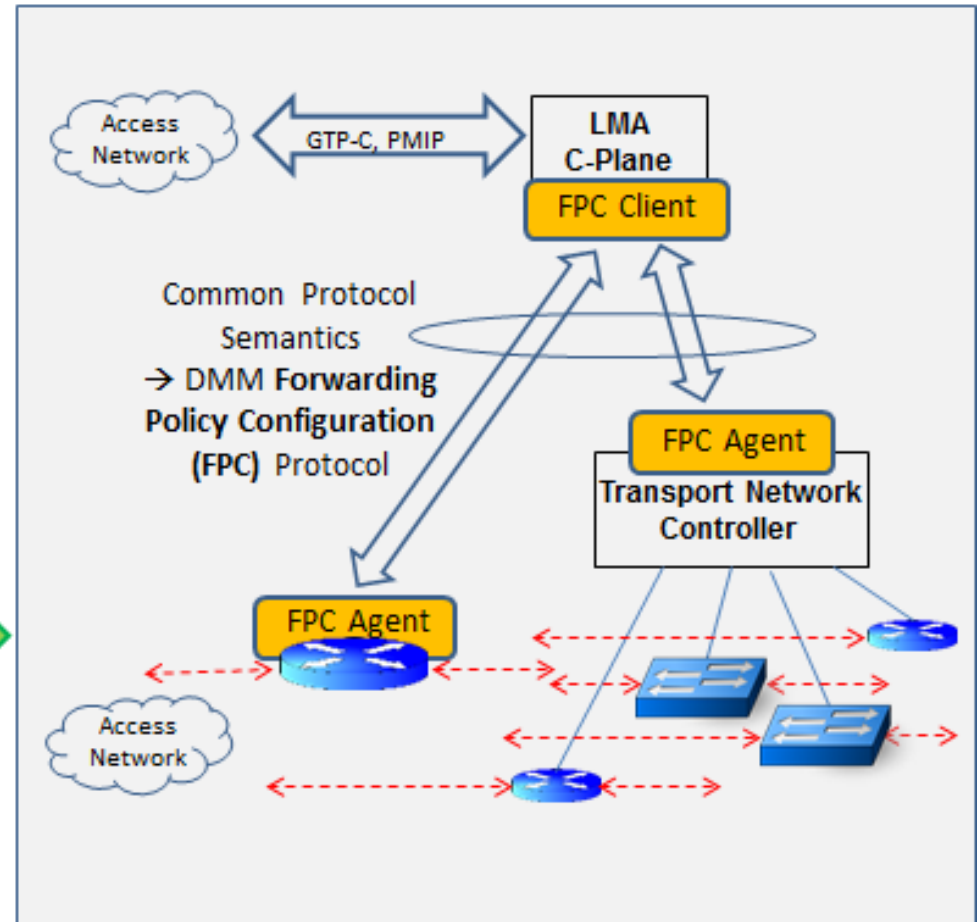 Access
Network
GTP-C, PMIP
LMA
C-Plane
FPC Client
Common Protocol
Semantics
→ DMM Forwarding
Policy Configuration
(FPC) Protocol
FPC Agent
Transport Network
Controller
FPC Agent
Access
Network